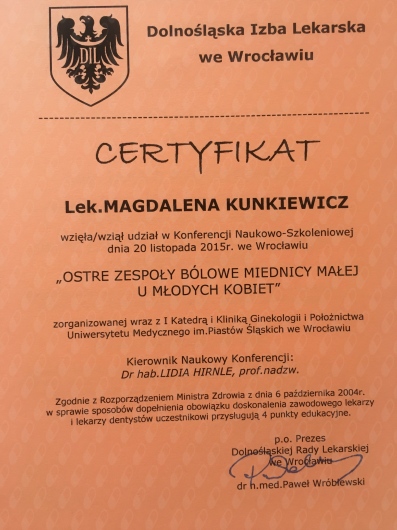 DIL
Dolnośląska Izba Lekarska
we Wrocławiu
CERTYFIKAT
Lek.MAGDALENA KUNKIEWICZ
wzięła/wziął udział w Konferencji Naukowo-Szkoleniowej
dnia 20 listopada 2015r. we Wrocławiu
„OSTRE ZESPOŁY BÓLOWE MIEDNICY MAŁEJ
U MŁODYCH KOBIET”
zorganizowanej wraz z I Katedrą i Kliniką Ginekologii i Położnictwa
Uniwersytetu Medycznego im.Piastów Śląskich we Wrocławiu
Kierownik Naukowy Konferencji:
Dr hab.LIDIA HIRNLE, prof.nadzw.
Zgodnie z Rozporządzeniem Ministra Zdrowia z dnia 6 października 2004r.
w sprawie sposobów dopełnienia obowiązku doskonalenia zawodowego lekarzy
i lekarzy dentystów uczestnikowi przysługują 4 punkty edukacyjne.
p.o. Prezes
Dolnośląskiej Rady Lekarskiej
we Wrocławiu
dr n.med.Paweł Wróblewski